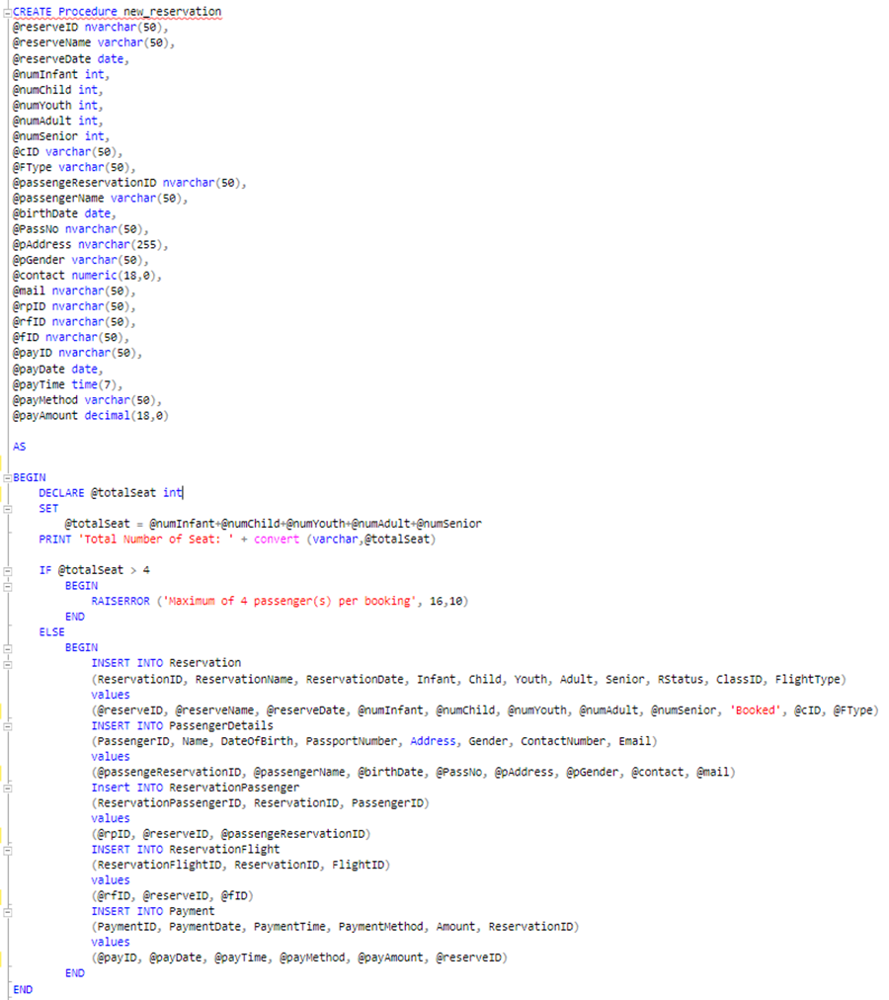 CREATE Procedure new_reservation
@reserveID nvarchar(50),
@reserveName varchar(50),
@reserveDate date,
@numInfant int,
@numChild int,
@numYouth int,
@numAdult int,
@numSenior int,
@cID varchar(50),
@FType varchar(50),
@passengeReservationID nvarchar(50),
@passengerName varchar(50),
@birthDate date,
@PassNo nvarchar(50),
@pAddress nvarchar(255),
@pGender varchar(50),
@contact numeric(18,0),
@mail nvarchar(50),
@rpID nvarchar(50),
@rfID nvarchar(50),
@fID nvarchar(50),
@payID nvarchar(50),
@payDate date,
@payTime time(7),
@payMethod varchar(50),
@payAmount decimal(18,0)
AS
BEGIN
DECLARE @totalSeat int
SET
@totalSeat = @numInfant+@numChild+@numYouth+@numAdult+@numSenior
PRINT 'Total Number of Seat: ' + convert (varchar,@totalSeat)
IF @totalSeat > 4
BEGIN
RAISERROR ('Maximum of 4 passenger(s) per booking', 16,10)
END
ELSE
BEGIN
INSERT INTO Reservation
(ReservationID, ReservationName, ReservationDate, Infant, Child, Youth, Adult, Senior, RStatus, ClassID, FlightType)
values
(@reserveID, @reserveName, @reserveDate, @numInfant, @numChild, @numYouth, @numAdult, @numSenior, 'Booked', @cID, @FType)
INSERT INTO PassengerDetails
(PassengerID, Name, DateOfBirth, PassportNumber, Address, Gender, ContactNumber, Email)
values
(@passengeReservationID, @passengerName, @birthDate, @PassNo, @pAddress, @pGender, @contact, @mail)
Insert INTO ReservationPassenger
(ReservationPassengerID, ReservationID, PassengerID)
values
(@rpID, @reserveID, @passengeReservationID)
INSERT INTO ReservationFlight
(ReservationFlightID, ReservationID, FlightID)
values
(@rfID, @reserveID, @fID)
INSERT INTO Payment
(PaymentID, PaymentDate, PaymentTime, PaymentMethod, Amount, ReservationID)
values
(@payID, @payDate, @payTime, @payMethod, @payAmount, @reserveID)
END
END